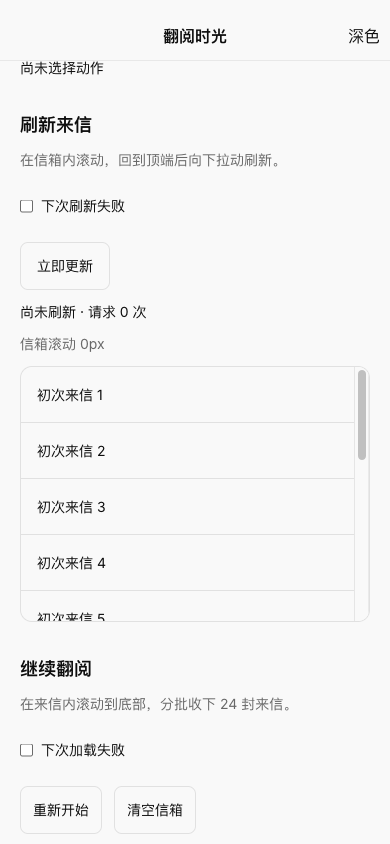 翻阅时光
深色
尚未选择动作
刷新来信
在信箱内滚动，回到顶端后向下拉动刷新。
下次刷新失败
立即更新
尚未刷新 · 请求 0 次
信箱滚动 0px
初次来信 1
初次来信 2
初次来信 3
初次来信 4
初次来信 5
继续翻阅
在来信内滚动到底部，分批收下 24 封来信。
下次加载失败
重新开始
清空信箱